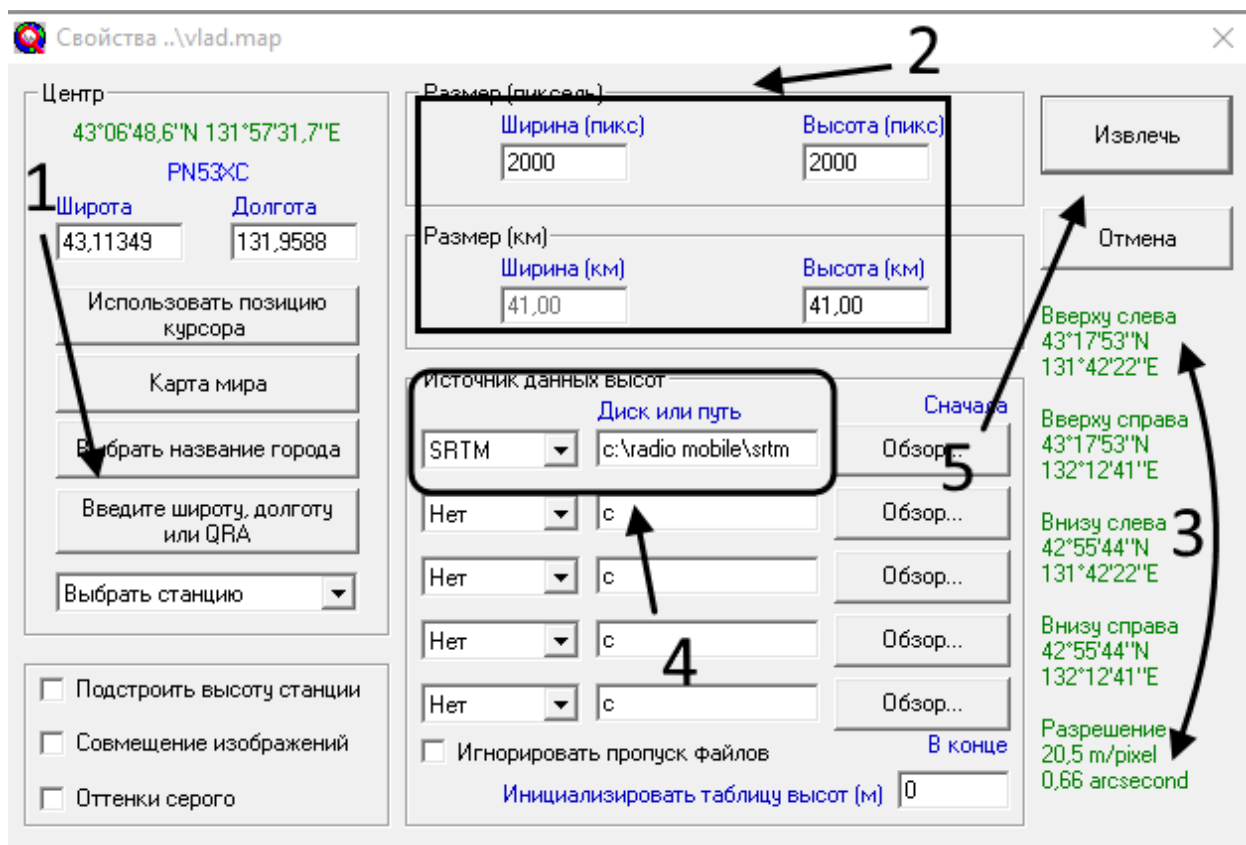 Свойства ..\vlad.map
2
Центр
43°06'48,6''N 131°57'31,7''E
PN53XC
1
Широта
Долгота
43,11349
131,9588
Использовать позицию
курсора
Карта мира
Выбрать название города
Введите широту, долготу
или QRA
Выбрать станцию
Подстроить высоту станции
Совмещение изображений
Оттенки серого
Размер (пиксель)
Ширина (пикс)
Высота (пикс)
2000
2000
Размер (км)
Ширина (км)
Высота (км)
41,00
41,00
Источник данных высот
Диск или путь
Сначала
SRTM
c:\radio mobile\srtm
Обзор...
Нет
c
Обзор...
Нет
c
Обзор...
Нет
c
Обзор...
Нет
c
Обзор...
4
5
Игнорировать пропуск файлов
В конце
Инициализировать таблицу высот (м)
0
Извлечь
Отмена
Вверху слева
43°17'53''N
131°42'22''E
Вверху справа
43°17'53''N
132°12'41''E
Внизу слева
42°55'44''N
131°42'22''E
3
Внизу справа
42°55'44''N
132°12'41''E
Разрешение
20,5 m/pixel
0,66 arcsecond